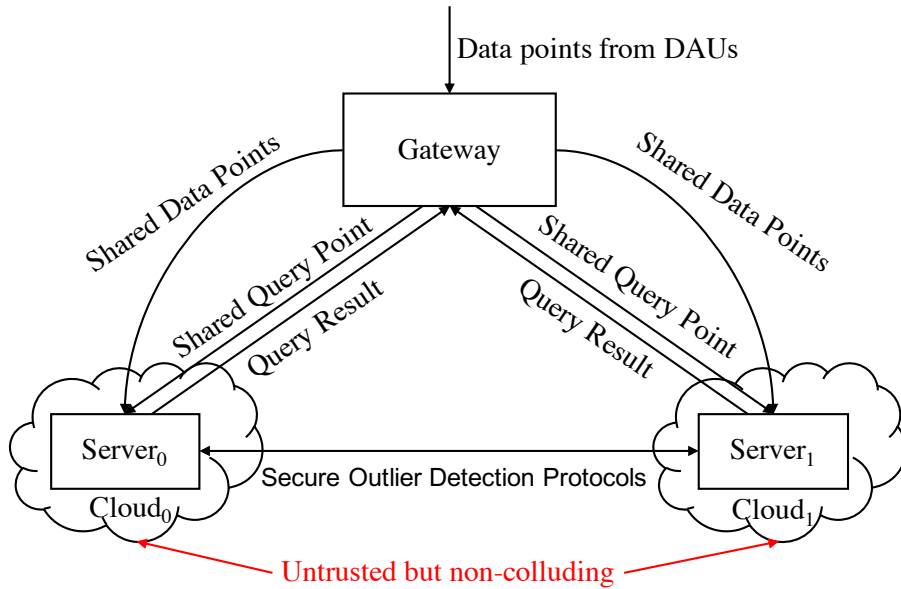 Data points from DAUs
Gateway
Shared Data Points
Shared Data Points
Shared Query Point
Shared Query Point
Query Result
Query Result
Server₀
Server₁
Secure Outlier Detection Protocols
Cloud₀
Cloud₁
Untrusted but non-colluding